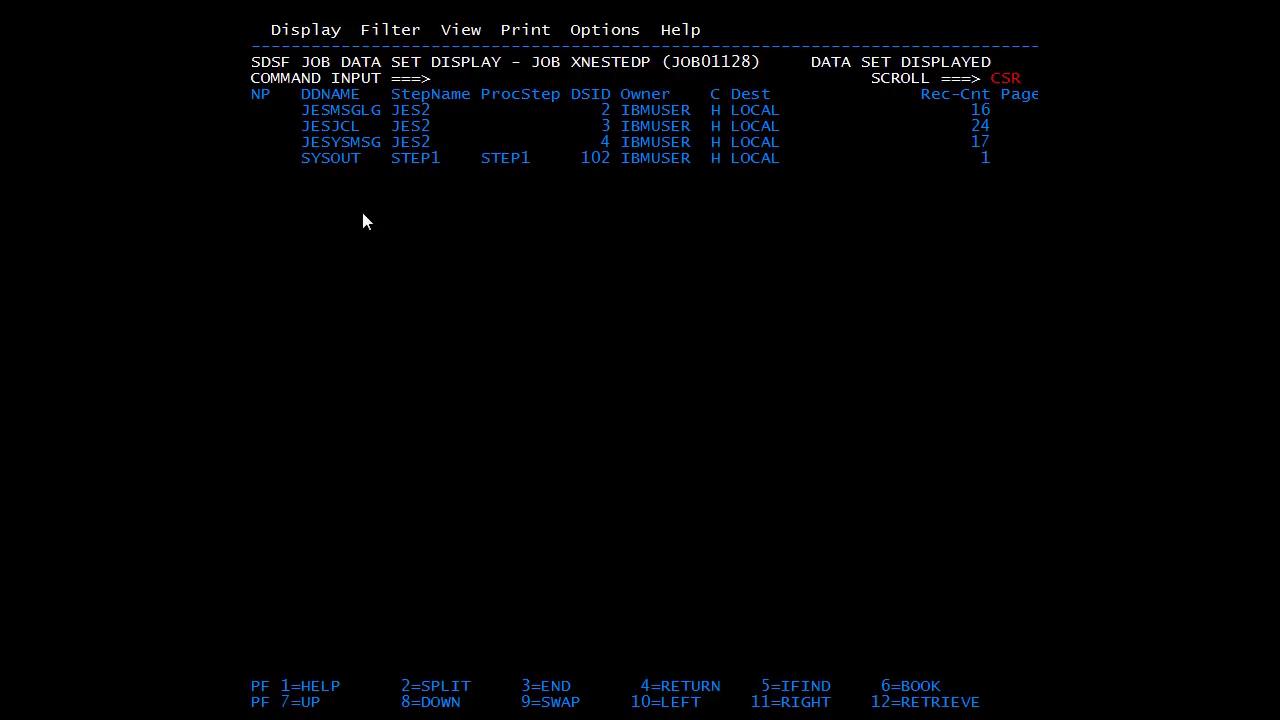 Display  Filter  View  Print  Options  Help
-------------------------------------------------------------------------------
SDSF JOB DATA SET DISPLAY - JOB XNESTEDP (JOB01128)     DATA SET DISPLAYED
COMMAND INPUT ===>                                            SCROLL ===> CSR
NP   DDNAME   StepName ProcStep DSID Owner    C Dest               Rec-Cnt Page
     JESMSGLG JES2                 2 IBMUSER  H LOCAL                   16
     JESJCL   JES2                 3 IBMUSER  H LOCAL                   24
     JESYSMSG JES2                 4 IBMUSER  H LOCAL                   17
     SYSOUT   STEP1    STEP1     102 IBMUSER  H LOCAL                    1
PF 1=HELP      2=SPLIT     3=END       4=RETURN    5=IFIND     6=BOOK
PF 7=UP        8=DOWN      9=SWAP     10=LEFT     11=RIGHT    12=RETRIEVE